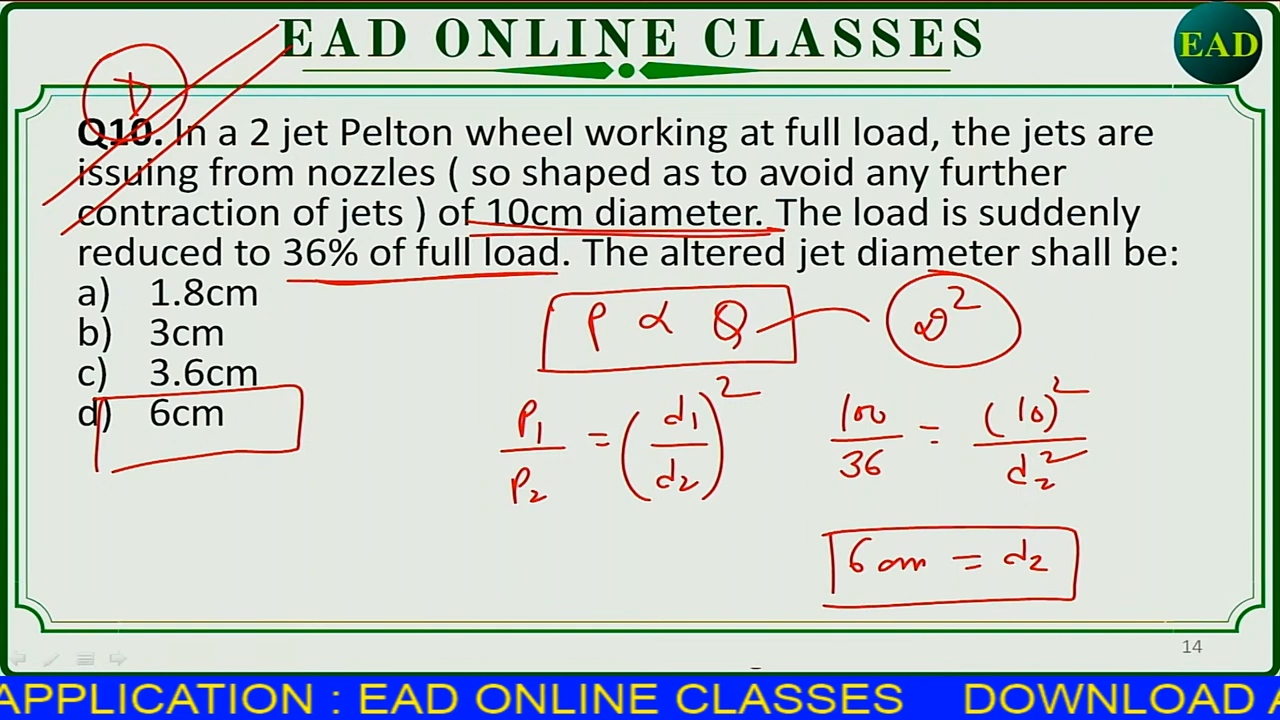 EAD ONLINE CLASSES
EAD
D
Q10. In a 2 jet Pelton wheel working at full load, the jets are
issuing from nozzles ( so shaped as to avoid any further
contraction of jets ) of 10cm diameter. The load is suddenly
reduced to 36% of full load. The altered jet diameter shall be:
a) 1.8cm
b) 3cm
c) 3.6cm
d) 6cm
P ∝ Q
d²
P₁/P₂ = (d₁/d₂)²
100/36 = (10)²/d₂²
6cm = d₂
14
APPLICATION : EAD ONLINE CLASSES DOWNLOAD A